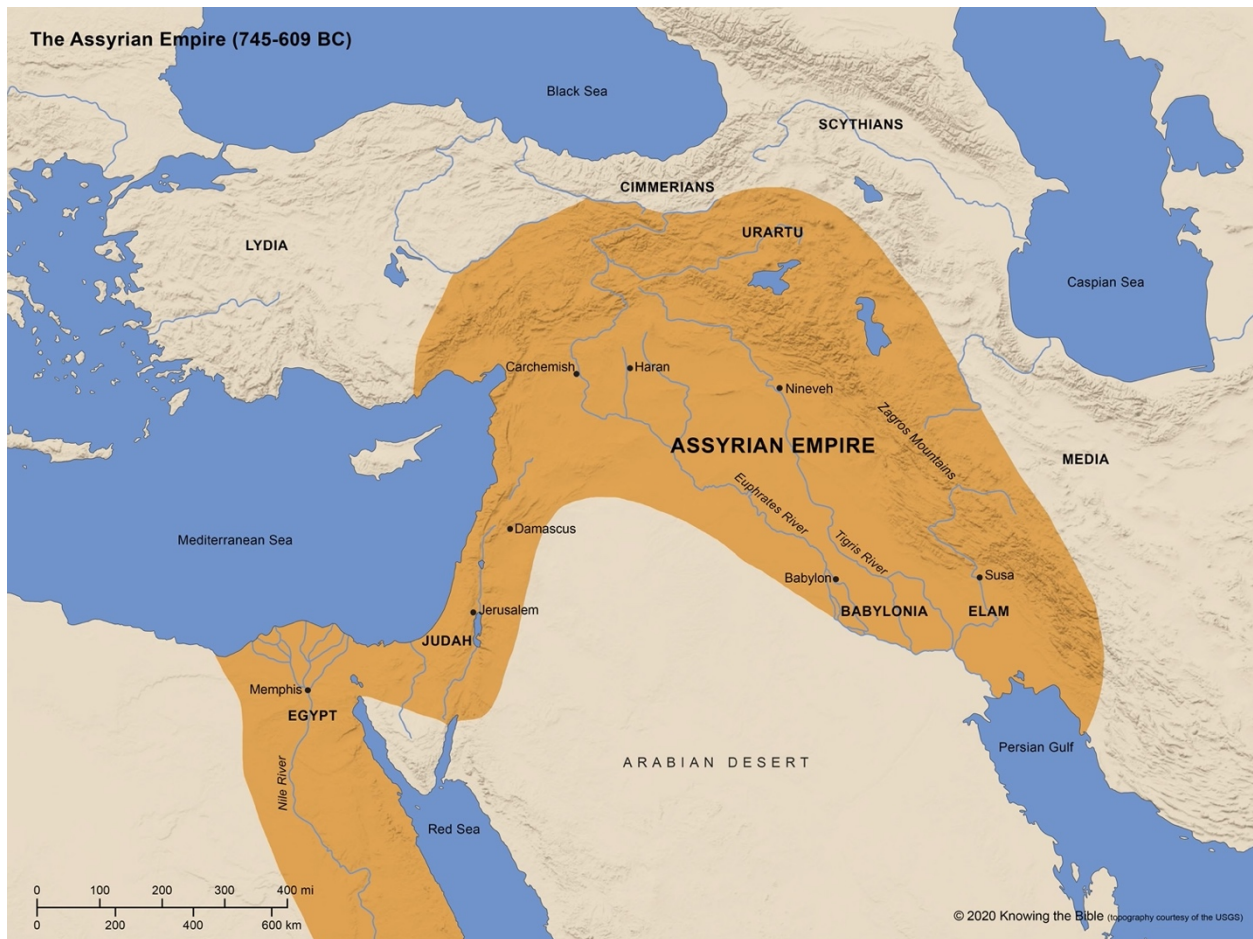 The Assyrian Empire (745-609 BC)
Black Sea
SCYTHIANS
CIMMERIANS
URARTU
LYDIA
Caspian Sea
Carchemish
Haran
Nineveh
Zagros Mountains
ASSYRIAN EMPIRE
MEDIA
Euphrates River
Damascus
Mediterranean Sea
Tigris River
Babylon
Susa
Jerusalem
BABYLONIA
ELAM
JUDAH
Memphis
EGYPT
Persian Gulf
ARABIAN DESERT
Nile River
Red Sea
0 100 200 300 400 mi
0 200 400 600 km
© 2020 Knowing the Bible (topography courtesy of the USGS)